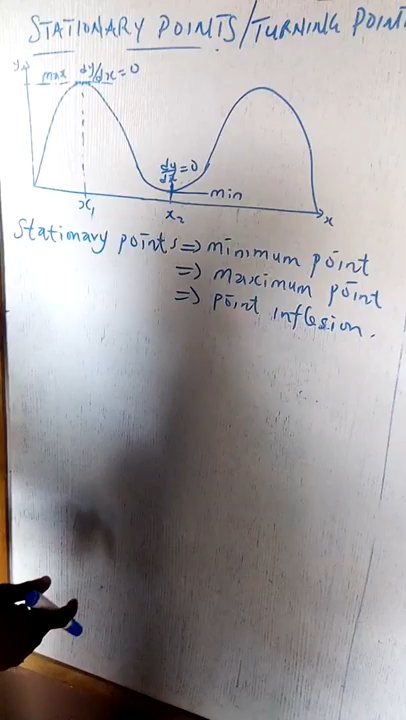 STATIONARY POINTS/TURNING POINT
y
max dy/dx=0
dy/dx=0
min
x1
x2
x
Stationary points => minimum point
=> maximum point
=> point inflesion.